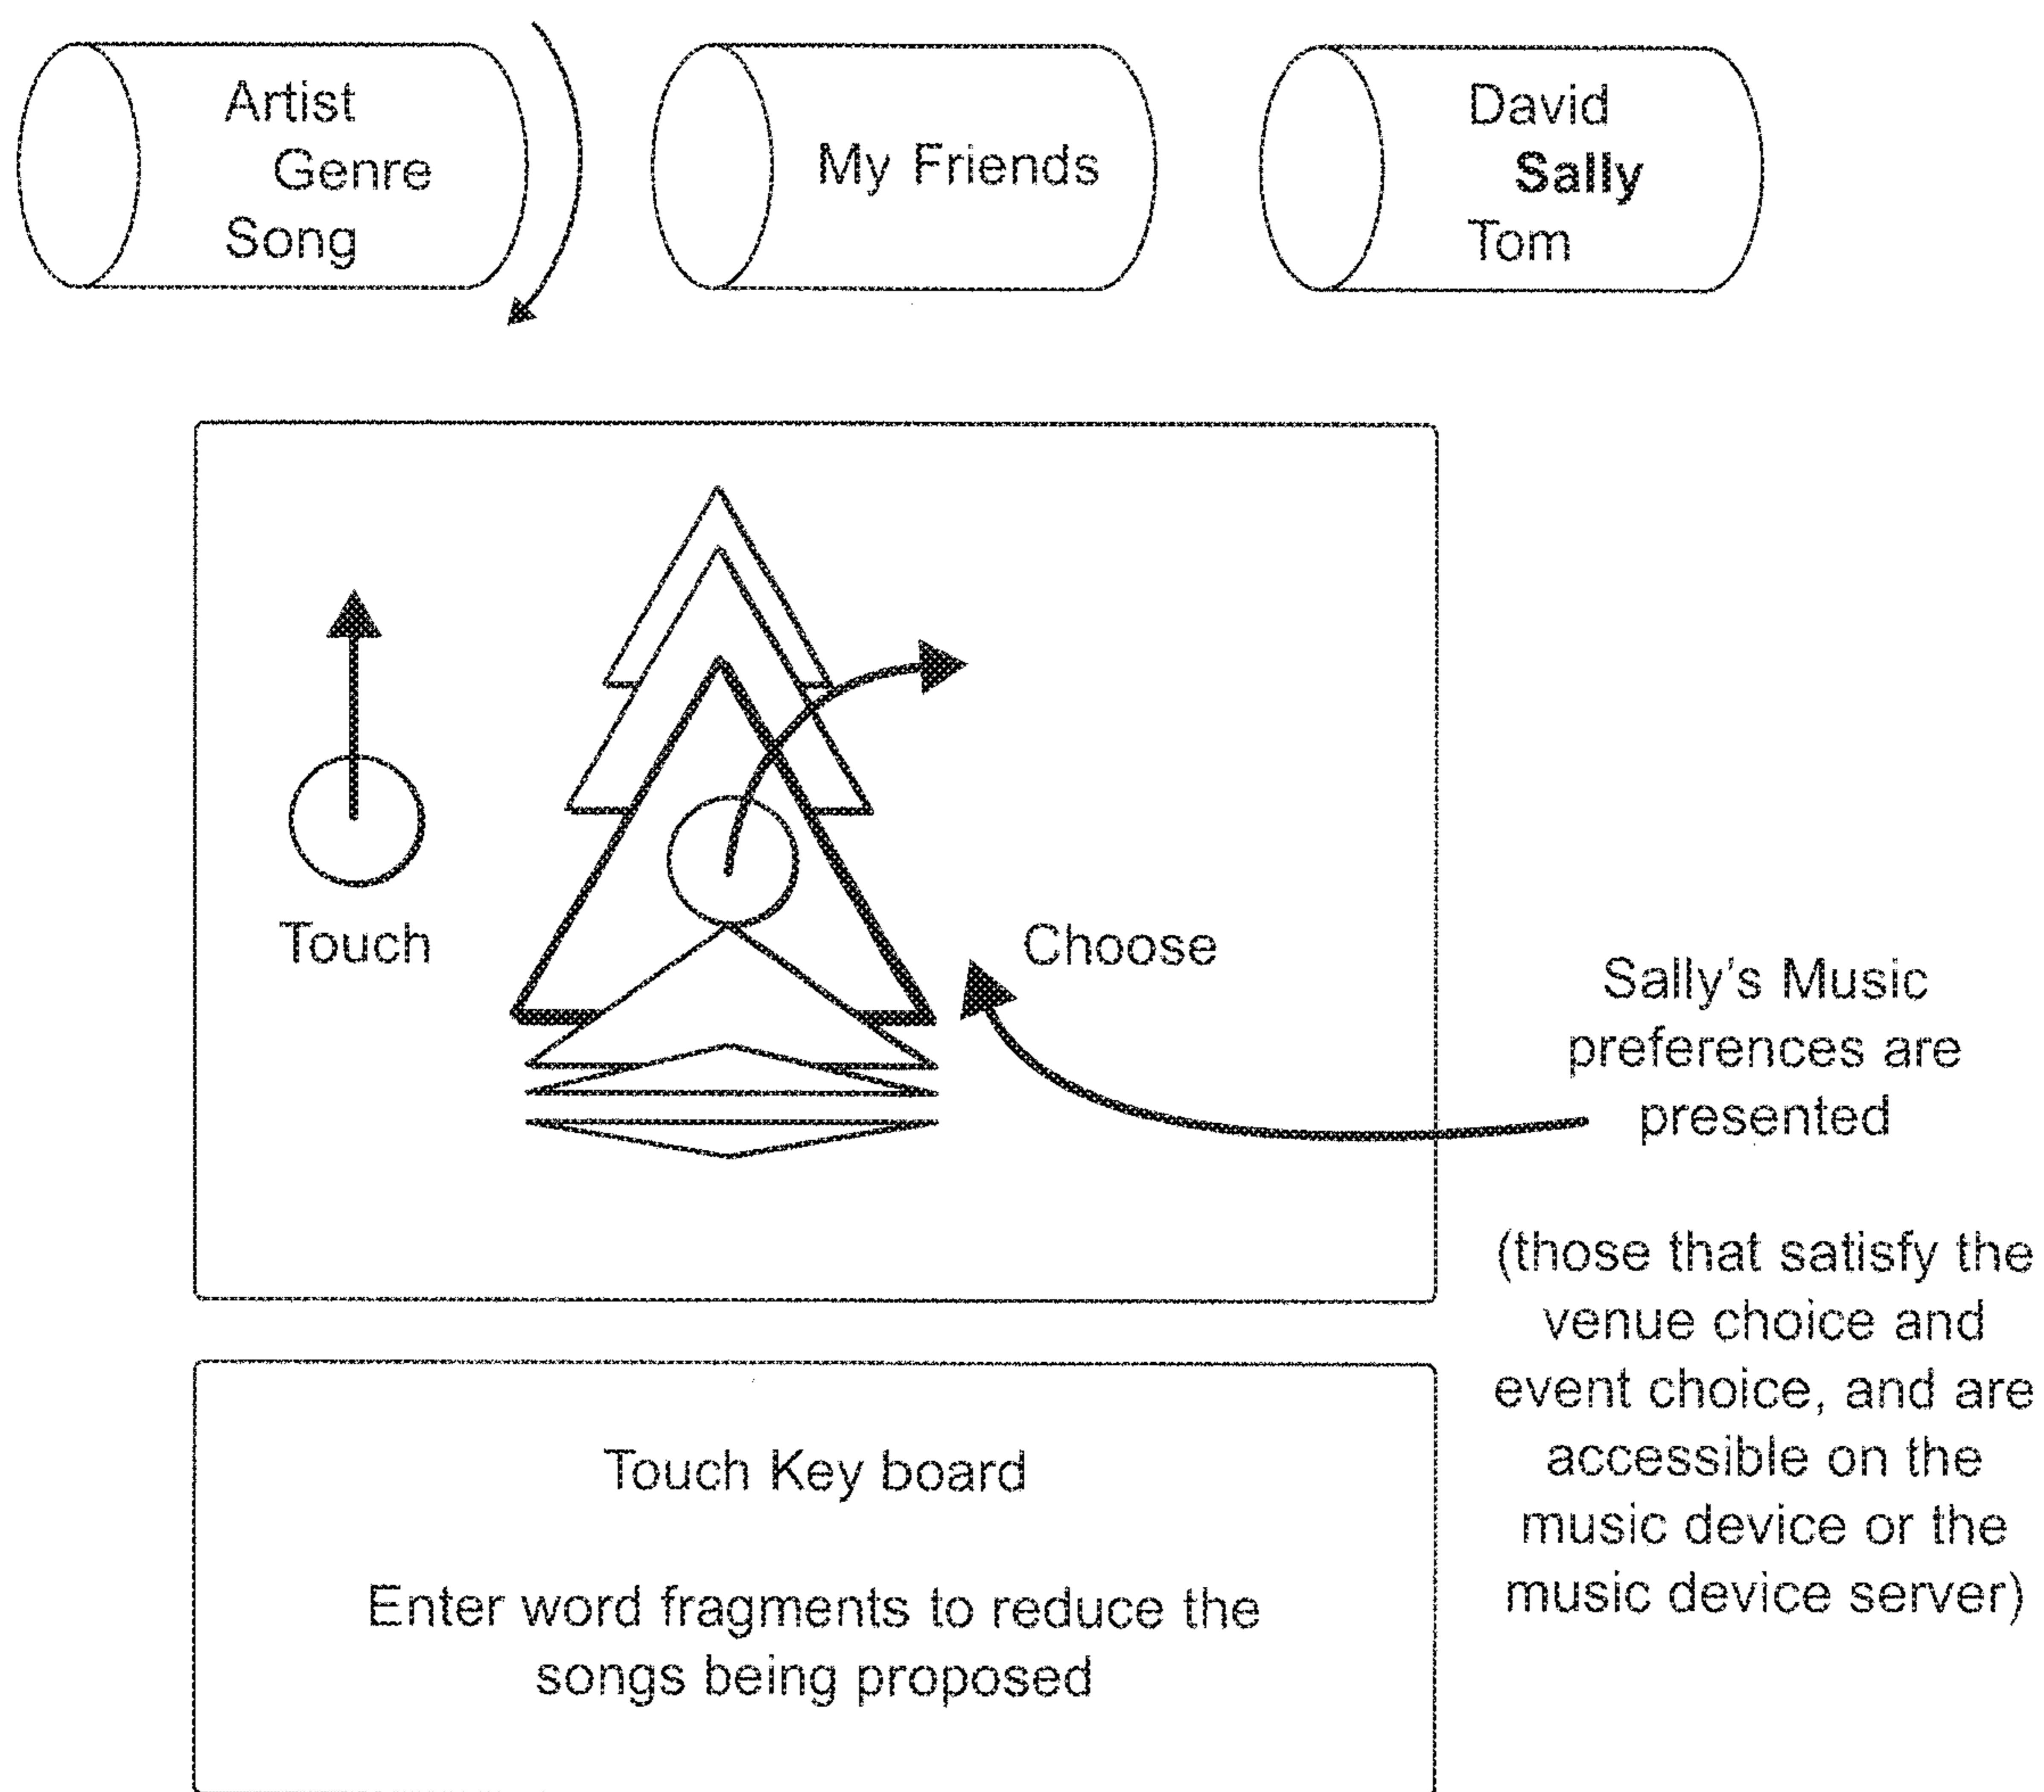 Artist
Genre
Song
My Friends
David
Sally
Tom
Touch
Choose
Sally's Music
preferences are
presented
(those that satisfy the
venue choice and
event choice, and are
accessible on the
music device or the
music device server)
Touch Key board
Enter word fragments to reduce the
songs being proposed